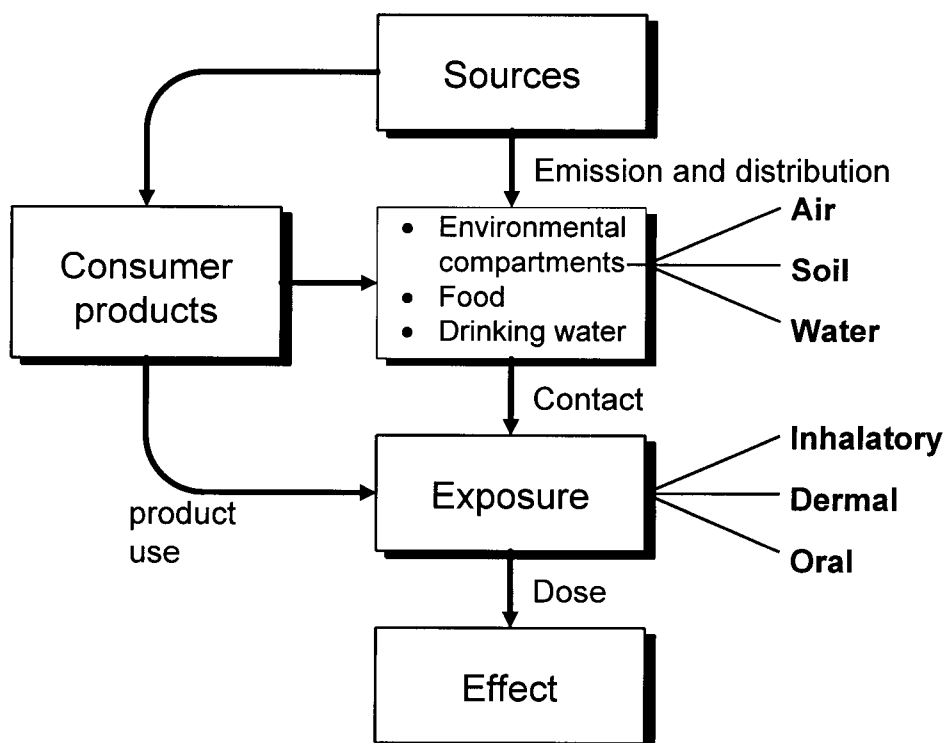 Sources
Emission and distribution
Consumer
products
• Environmental
compartments
• Food
• Drinking water
Air
Soil
Water
Contact
product
use
Exposure
Inhalatory
Dermal
Oral
Dose
Effect